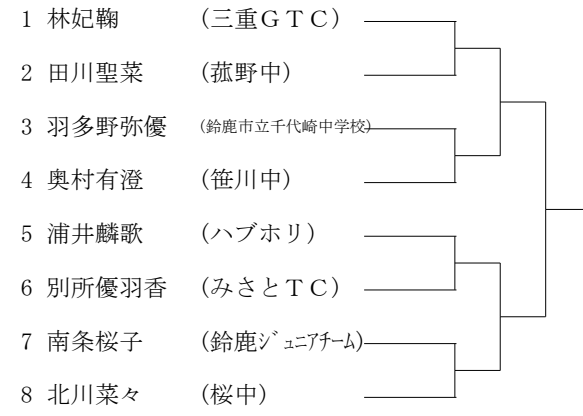 1 林妃鞠 (三重ＧＴＣ)
2 田川聖菜 (菰野中)
3 羽多野弥優 (鈴鹿市立千代崎中学校)
4 奥村有澄 (笹川中)
5 浦井麟歌 (ハブホリ)
6 別所優羽香 (みさとＴＣ)
7 南条桜子 (鈴鹿ｼﾞｭﾆｱﾁｰﾑ)
8 北川菜々 (桜中)